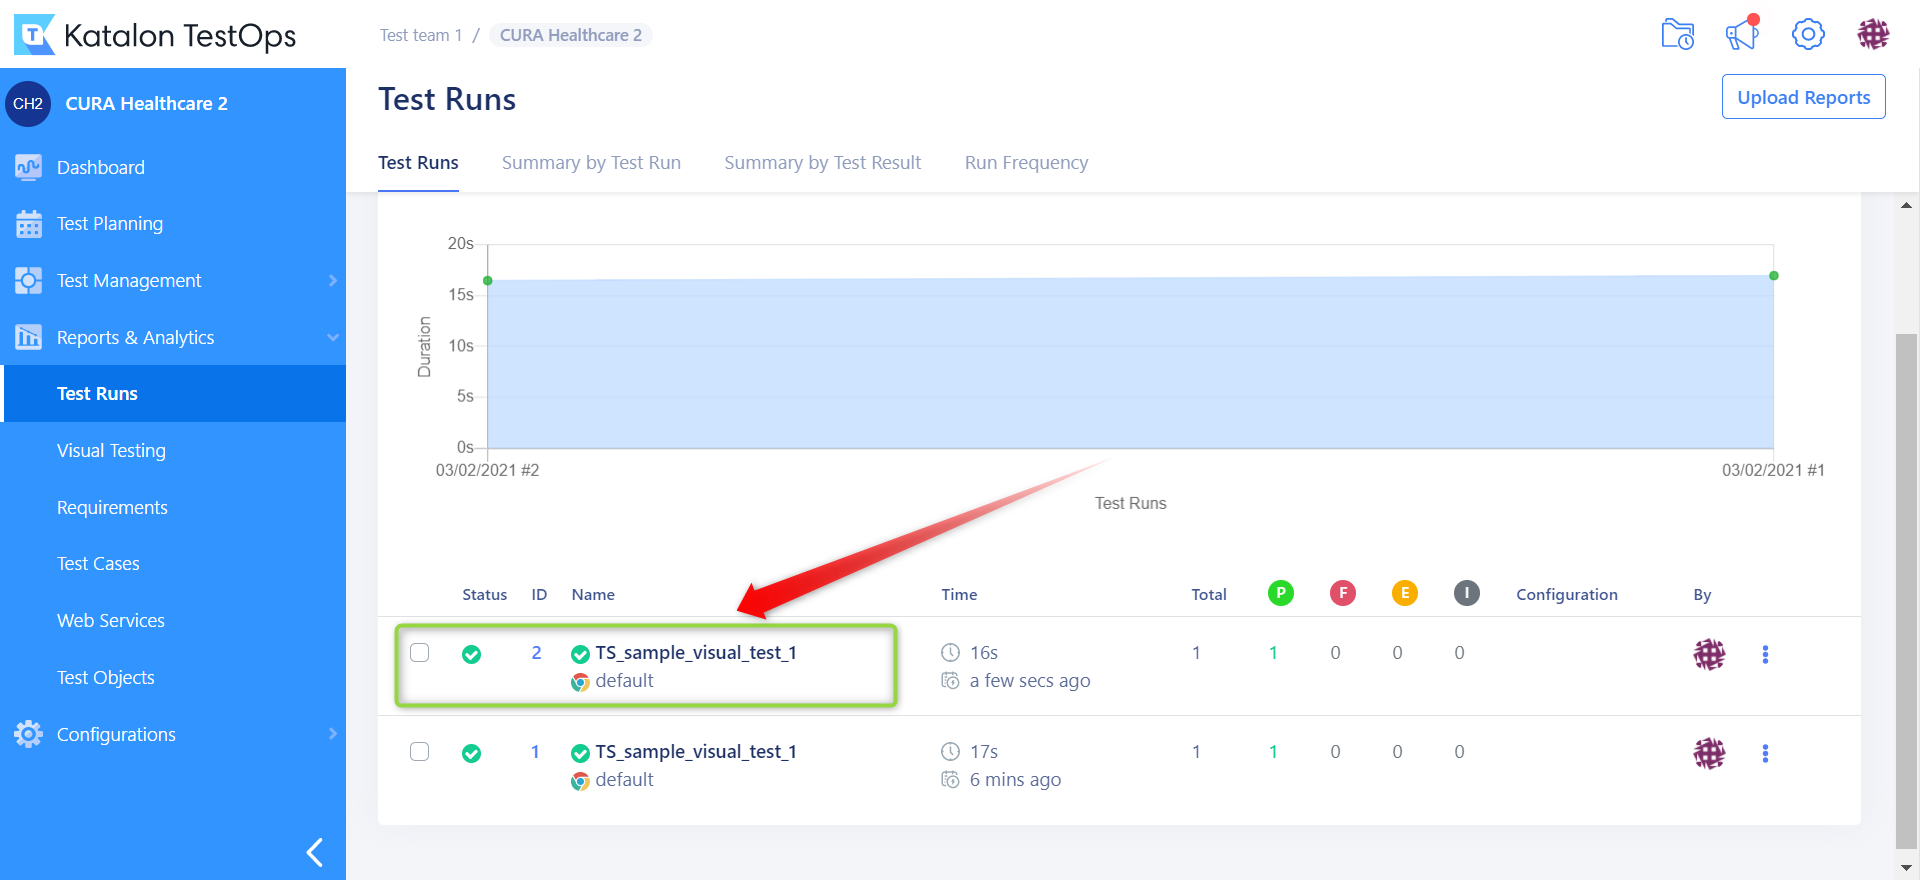 Katalon TestOps
Test team 1 / CURA Healthcare 2
CH2 CURA Healthcare 2
Dashboard
Test Planning
Test Management
Reports & Analytics
Test Runs
Visual Testing
Requirements
Test Cases
Web Services
Test Objects
Configurations
Test Runs
Upload Reports
Test Runs Summary by Test Run Summary by Test Result Run Frequency
20s
15s
10s
5s
0s
Duration
03/02/2021 #2 03/02/2021 #1
Test Runs
Status ID Name Time Total P F E I Configuration By
2 TS_sample_visual_test_1 16s 1 1 0 0 0
default a few secs ago
1 TS_sample_visual_test_1 17s 1 1 0 0 0
default 6 mins ago